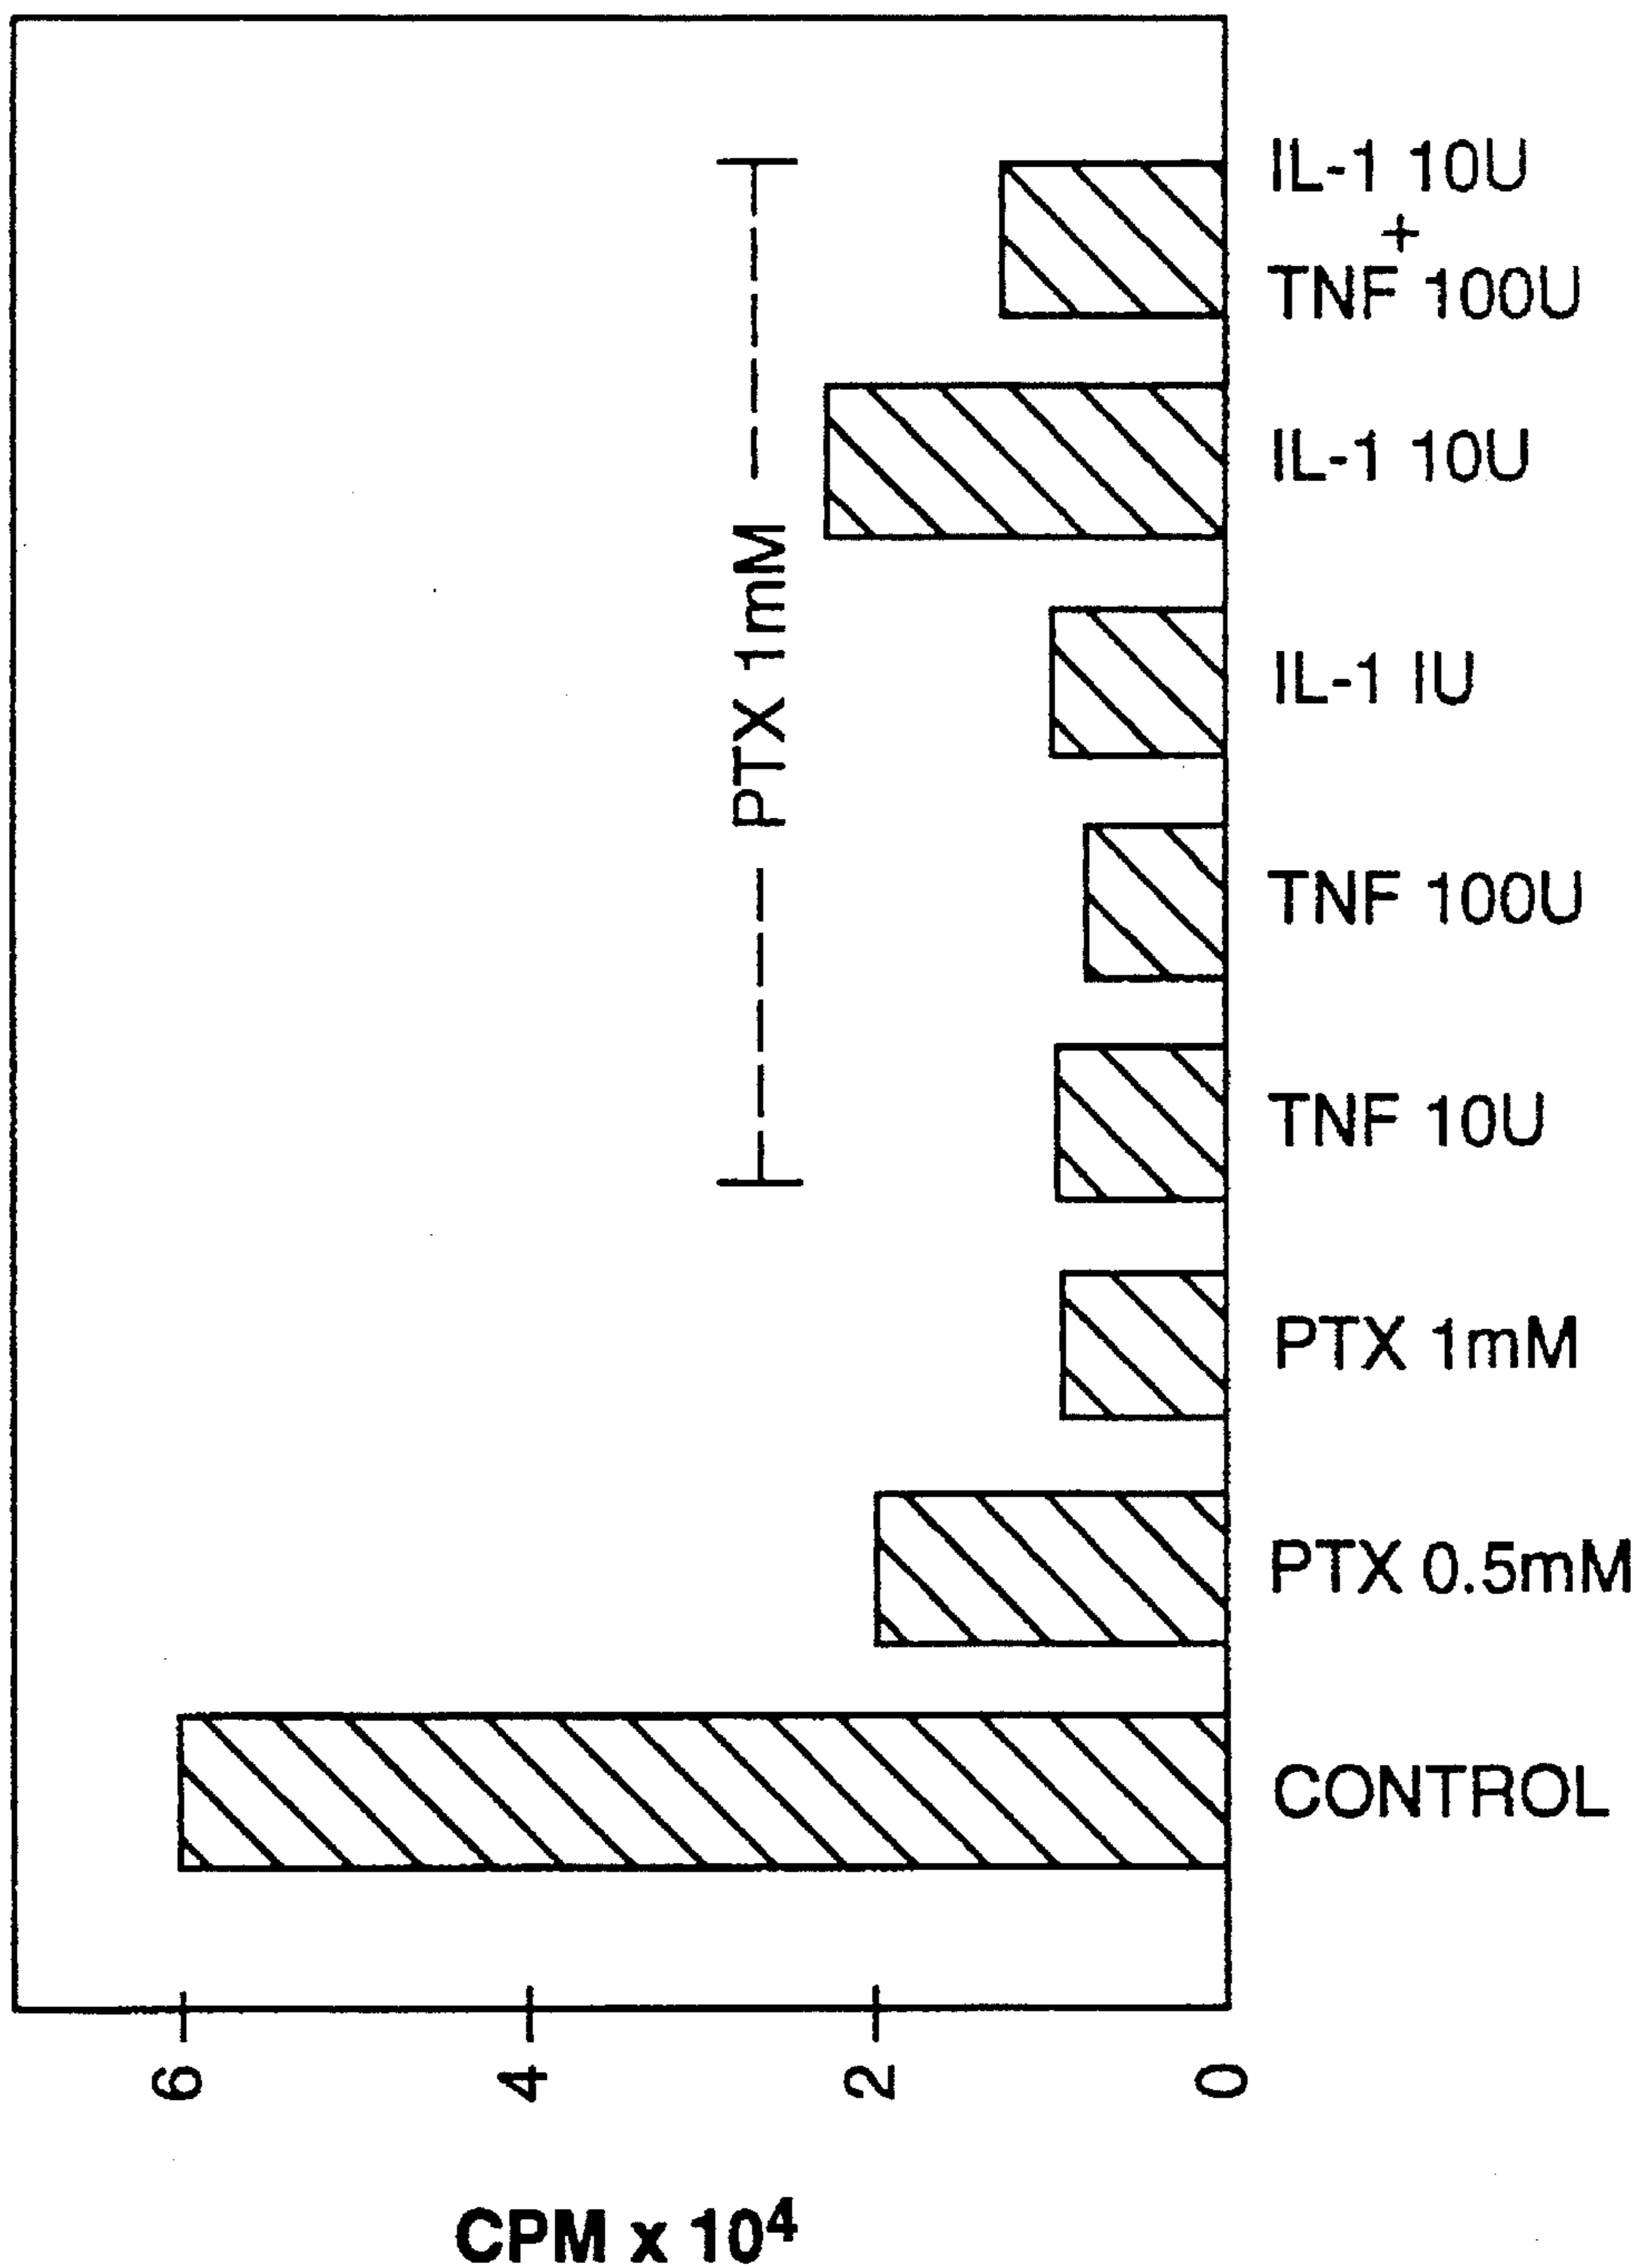 IL-1 10U
+
TNF 100U
IL-1 10U
PTX 1mM
IL-1 IU
TNF 100U
TNF 10U
PTX 1mM
PTX 0.5mM
CONTROL
6
4
2
0
CPM x 10⁴